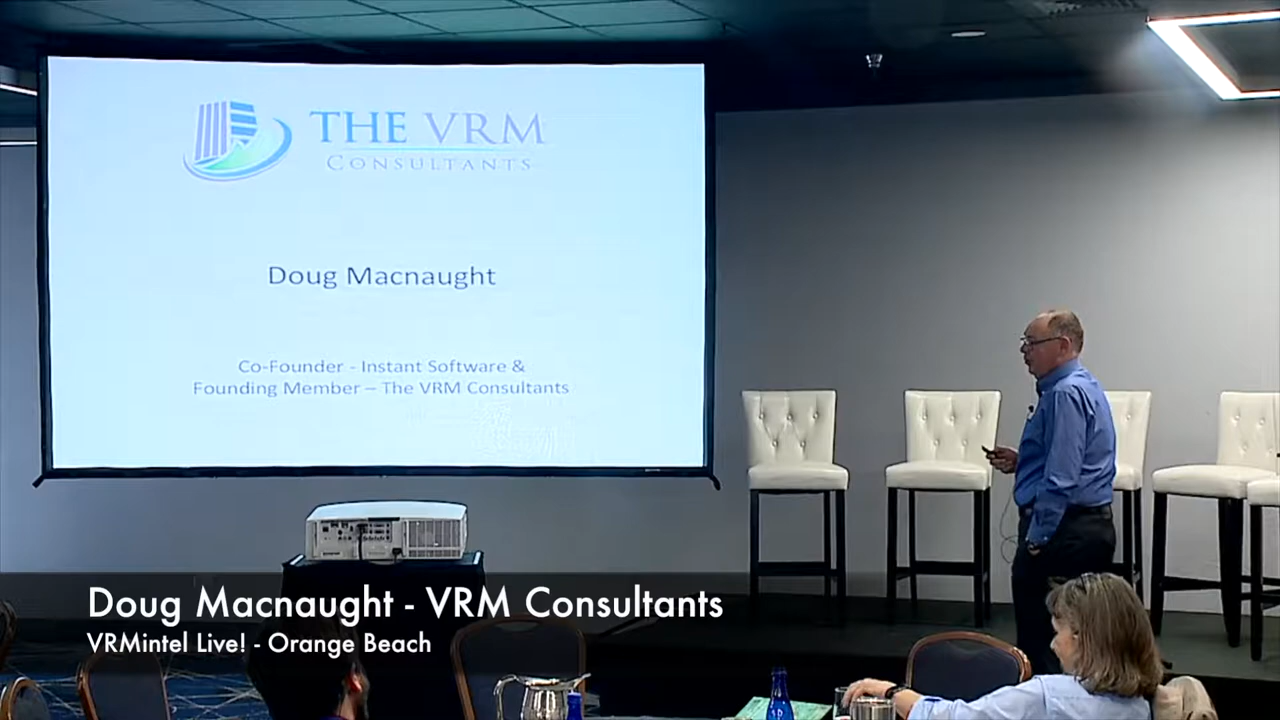 THE VRM
CONSULTANTS
Doug Macnaught
Co-Founder - Instant Software &
Founding Member – The VRM Consultants
Doug Macnaught - VRM Consultants
VRMintel Live! - Orange Beach